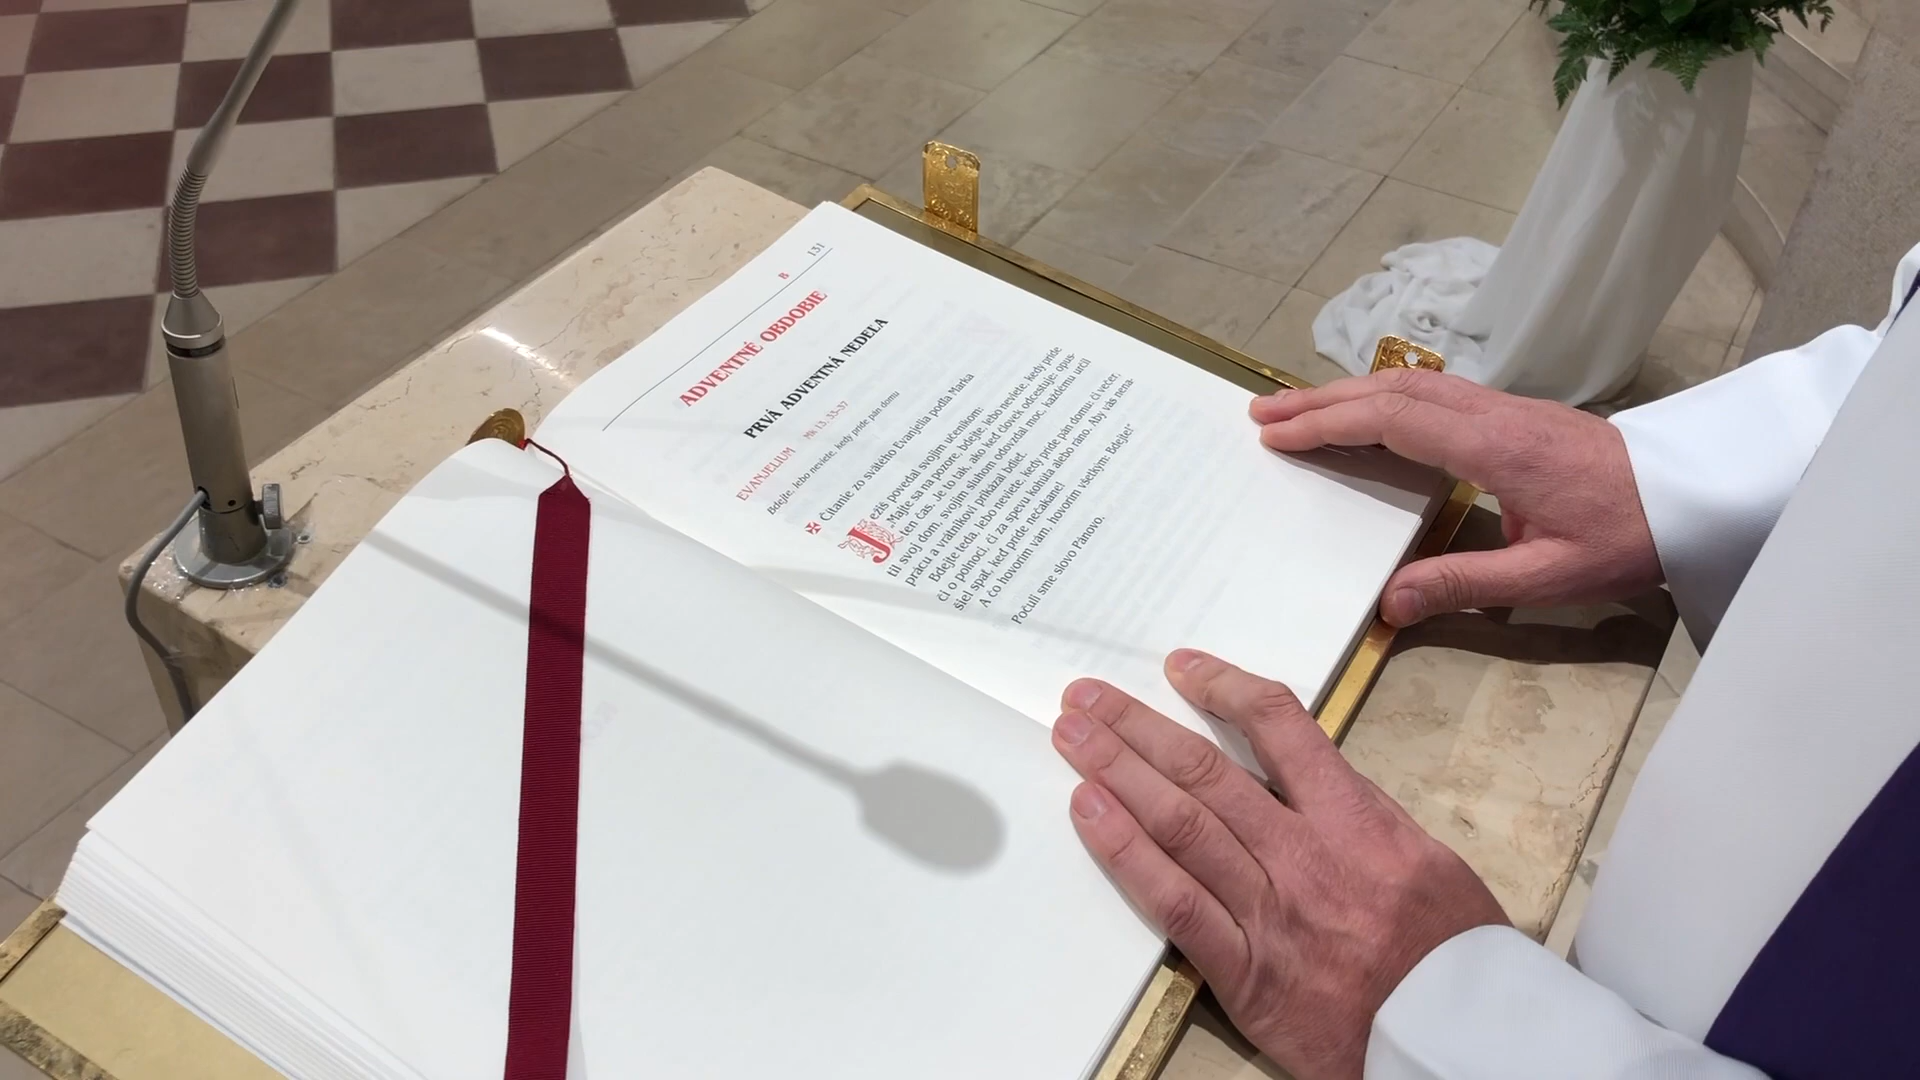 B 131
ADVENTNÉ OBDOBIE
PRVÁ ADVENTNÁ NEDEĽA
EVANJELIUM Mk 13, 33-37
Bdejte, lebo neviete, kedy príde pán domu
✠ Čítanie zo svätého Evanjelia podľa Marka
Ježiš povedal svojim učeníkom:
„Majte sa na pozore, bdejte, lebo neviete, kedy príde
ten čas. Je to tak, ako keď človek odcestuje: opus-
til svoj dom, svojim sluhom odovzdal moc, každému určil
prácu a vrátnikovi prikázal bdieť.
Bdejte teda, lebo neviete, kedy príde pán domu: či večer,
či o polnoci, či za spevu kohúta alebo ráno. Aby vás nena-
šiel spať, keď príde nečakane!
A čo hovorím vám, hovorím všetkým: Bdejte!“
Počuli sme slovo Pánovo.